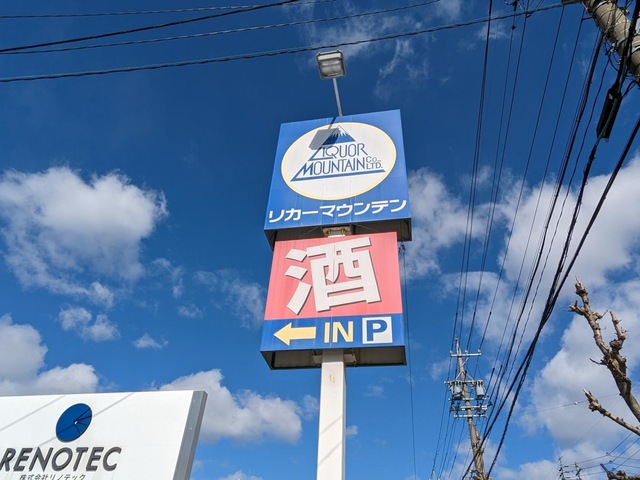 LIQUOR
MOUNTAIN CO.,LTD.
リカーマウンテン
酒
← IN P
RENOTEC
株式会社リノテック